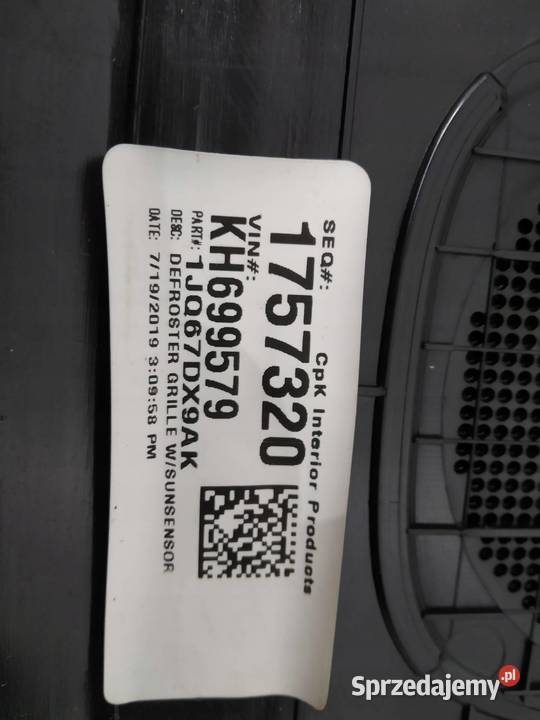 CpK Interior Products
SEQ#:
1757320
VIN#:
KH699579
PART#: 1JQ67DX9AK
DESC: DEFROSTER GRILLE W/SUNSENSOR
DATE: 7/19/2019 3:09:58 PM
Sprzedajemy.pl